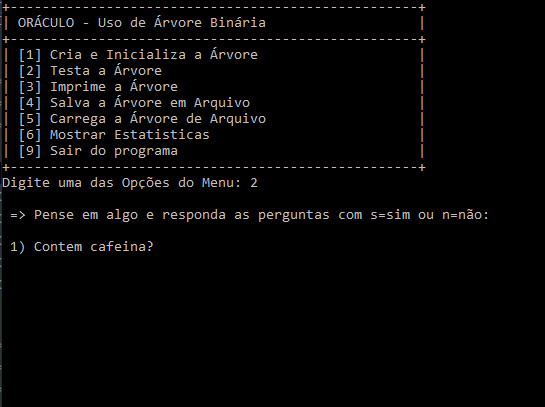 +---------------------------------------------------+
| ORÁCULO - Uso de Árvore Binária                   |
+---------------------------------------------------+
| [1] Cria e Inicializa a Árvore                    |
| [2] Testa a Árvore                                |
| [3] Imprime a Árvore                              |
| [4] Salva a Árvore em Arquivo                     |
| [5] Carrega a Árvore de Arquivo                   |
| [6] Mostrar Estatisticas                          |
| [9] Sair do programa                              |
+---------------------------------------------------+
Digite uma das Opções do Menu: 2
=> Pense em algo e responda as perguntas com s=sim ou n=não:
1) Contem cafeina?